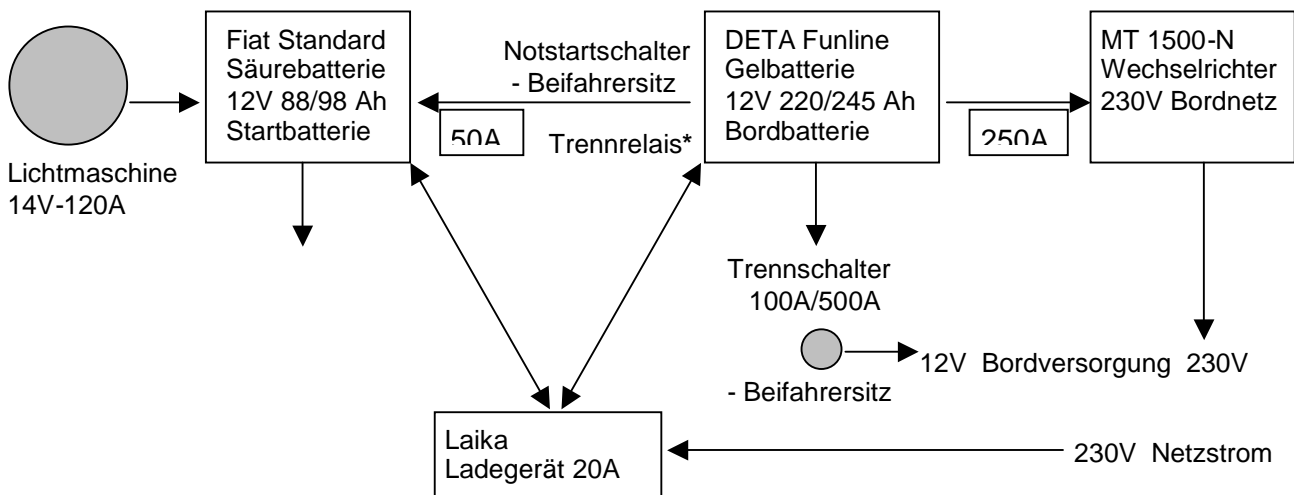 Fiat Standard
Säurebatterie
12V 88/98 Ah
Startbatterie
Notstartschalter
- Beifahrersitz
50A
Trennrelais*
DETA Funline
Gelbatterie
12V 220/245 Ah
Bordbatterie
250A
MT 1500-N
Wechselrichter
230V Bordnetz
Lichtmaschine
14V-120A
Trennschalter
100A/500A
- Beifahrersitz
12V Bordversorgung 230V
Laika
Ladegerät 20A
230V Netzstrom